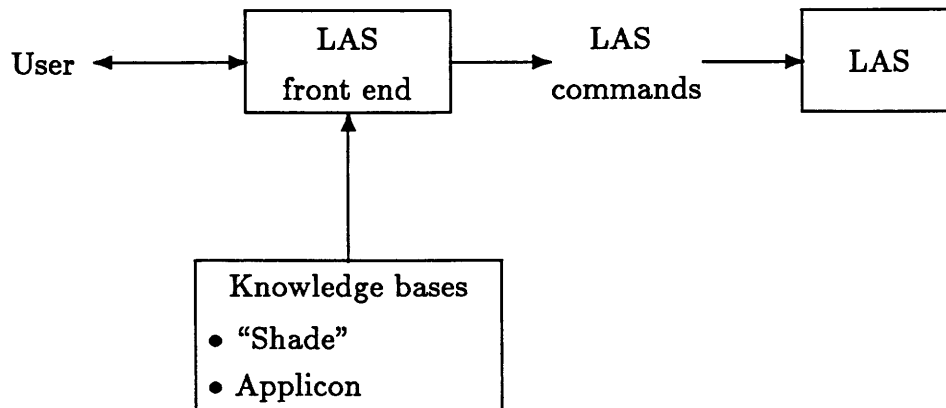 User
LAS
front end
LAS
commands
LAS
Knowledge bases
• “Shade”
• Applicon